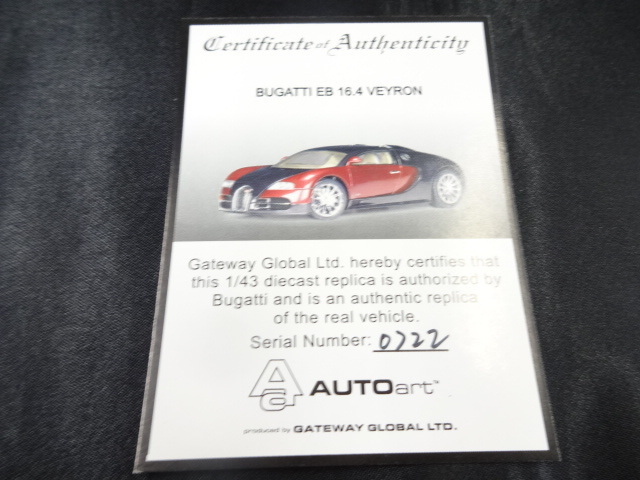 Certificate of Authenticity
BUGATTI EB 16.4 VEYRON
Gateway Global Ltd. hereby certifies that
this 1/43 diecast replica is authorized by
Bugatti and is an authentic replica
of the real vehicle.
Serial Number: 0722
Aa AUTOart™
produced by GATEWAY GLOBAL LTD.